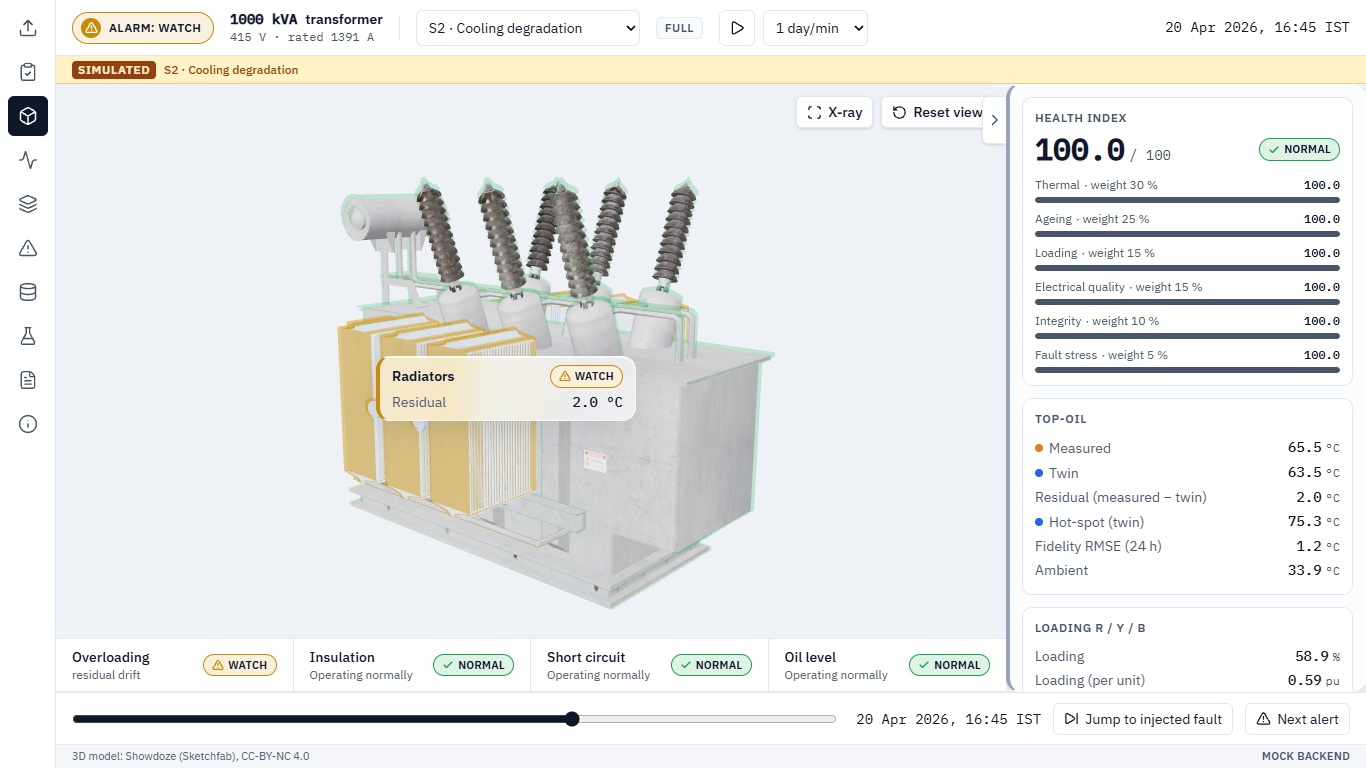 ALARM: WATCH
1000 kVA transformer
415 V · rated 1391 A
S2 · Cooling degradation
FULL
1 day/min
20 Apr 2026, 16:45 IST
SIMULATED S2 · Cooling degradation
X-ray
Reset view
Radiators WATCH
Residual 2.0 °C
HEALTH INDEX
100.0 / 100 NORMAL
Thermal · weight 30 % 100.0
Ageing · weight 25 % 100.0
Loading · weight 15 % 100.0
Electrical quality · weight 15 % 100.0
Integrity · weight 10 % 100.0
Fault stress · weight 5 % 100.0
TOP-OIL
Measured 65.5 °C
Twin 63.5 °C
Residual (measured − twin) 2.0 °C
Hot-spot (twin) 75.3 °C
Fidelity RMSE (24 h) 1.2 °C
Ambient 33.9 °C
LOADING R / Y / B
Loading 58.9 %
Loading (per unit) 0.59 pu
Overloading WATCH
residual drift
Insulation NORMAL
Operating normally
Short circuit NORMAL
Operating normally
Oil level NORMAL
Operating normally
20 Apr 2026, 16:45 IST
Jump to injected fault
Next alert
3D model: Showdoze (Sketchfab), CC-BY-NC 4.0
MOCK BACKEND